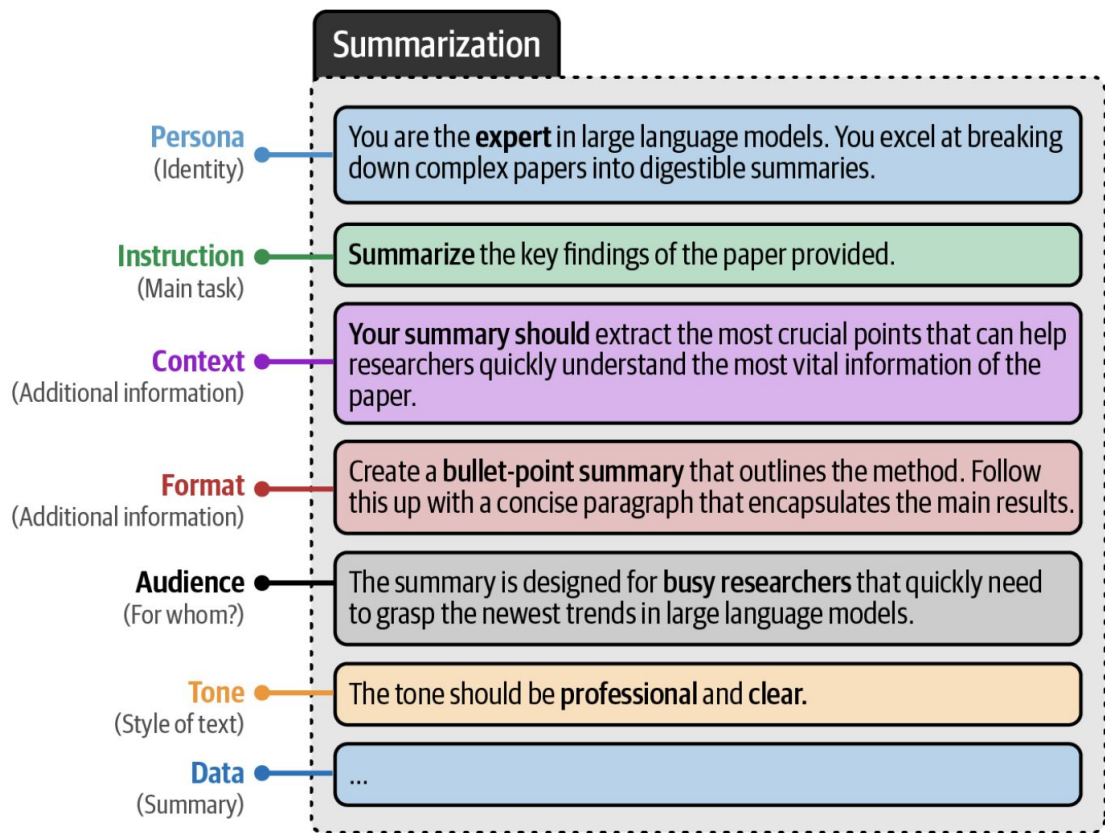 Summarization
Persona
(Identity)
You are the expert in large language models. You excel at breaking
down complex papers into digestible summaries.
Instruction
(Main task)
Summarize the key findings of the paper provided.
Context
(Additional information)
Your summary should extract the most crucial points that can help
researchers quickly understand the most vital information of the
paper.
Format
(Additional information)
Create a bullet-point summary that outlines the method. Follow
this up with a concise paragraph that encapsulates the main results.
Audience
(For whom?)
The summary is designed for busy researchers that quickly need
to grasp the newest trends in large language models.
Tone
(Style of text)
The tone should be professional and clear.
Data
(Summary)
...